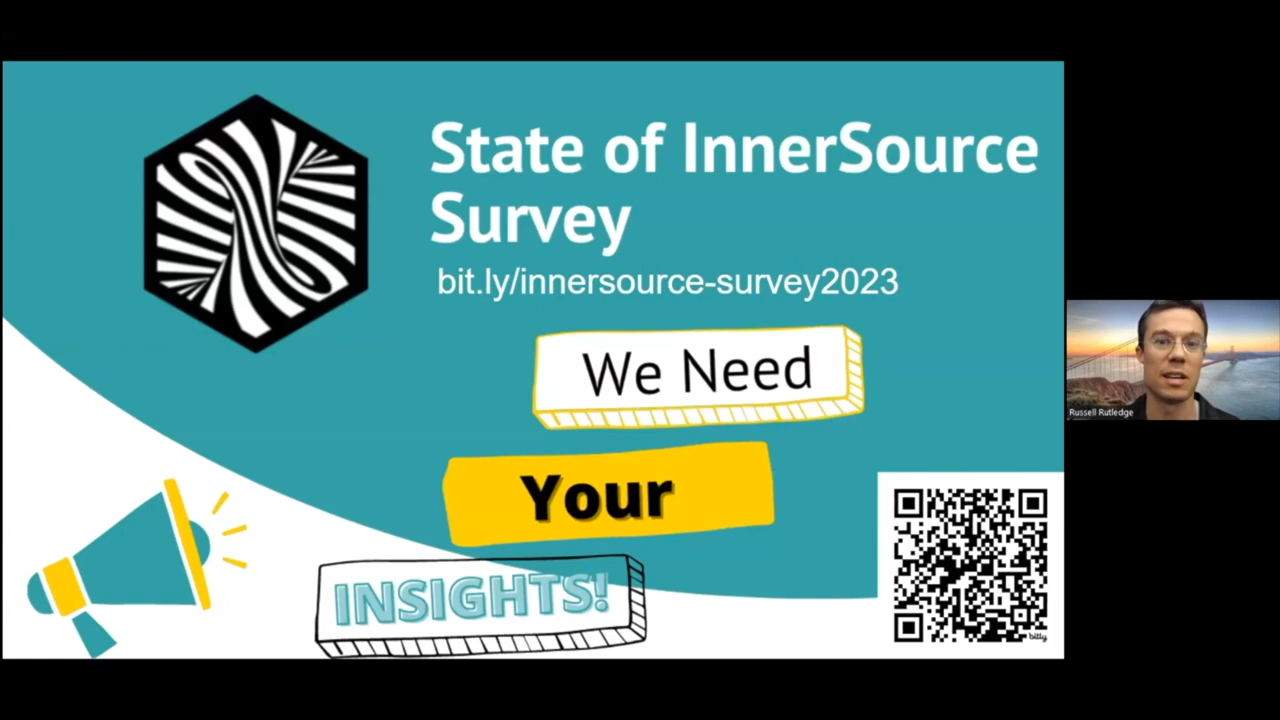 State of InnerSource
Survey
bit.ly/innersource-survey2023
We Need
Your
INSIGHTS!
bitly
Russell Rutledge